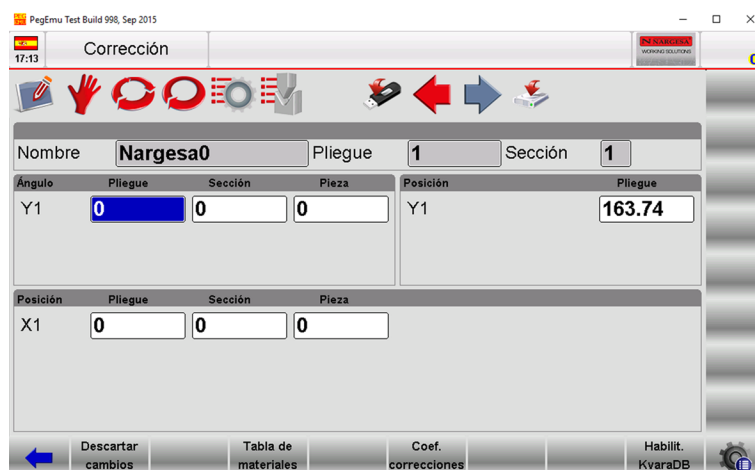 PegEmu Test Build 998, Sep 2015
17:13 Corrección N NARGESA
WORKING SOLUTIONS
Nombre Nargesa0 Pliegue 1 Sección 1
Ángulo Pliegue Sección Pieza
Y1 0 0 0
Posición Pliegue
Y1 163.74
Posición Pliegue Sección Pieza
X1 0 0 0
Descartar cambios
Tabla de materiales
Coef. correcciones
Habilit. KvaraDB